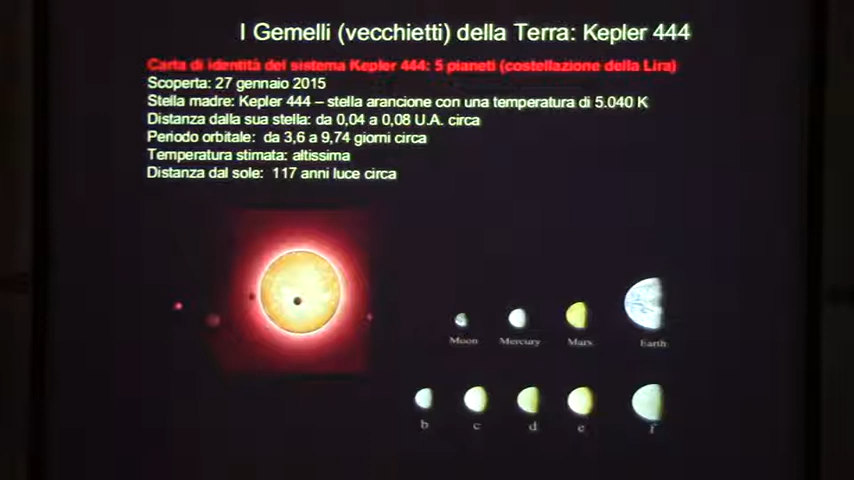 I Gemelli (vecchietti) della Terra: Kepler 444
Carta di identità del sistema Kepler 444: 5 pianeti (costellazione della Lira)
Scoperta: 27 gennaio 2015
Stella madre: Kepler 444 – stella arancione con una temperatura di 5.040 K
Distanza dalla sua stella: da 0,04 a 0,08 U.A. circa
Periodo orbitale: da 3,6 a 9,74 giorni circa
Temperatura stimata: altissima
Distanza dal sole: 117 anni luce circa
Moon Mercury Mars Earth
b c d e f